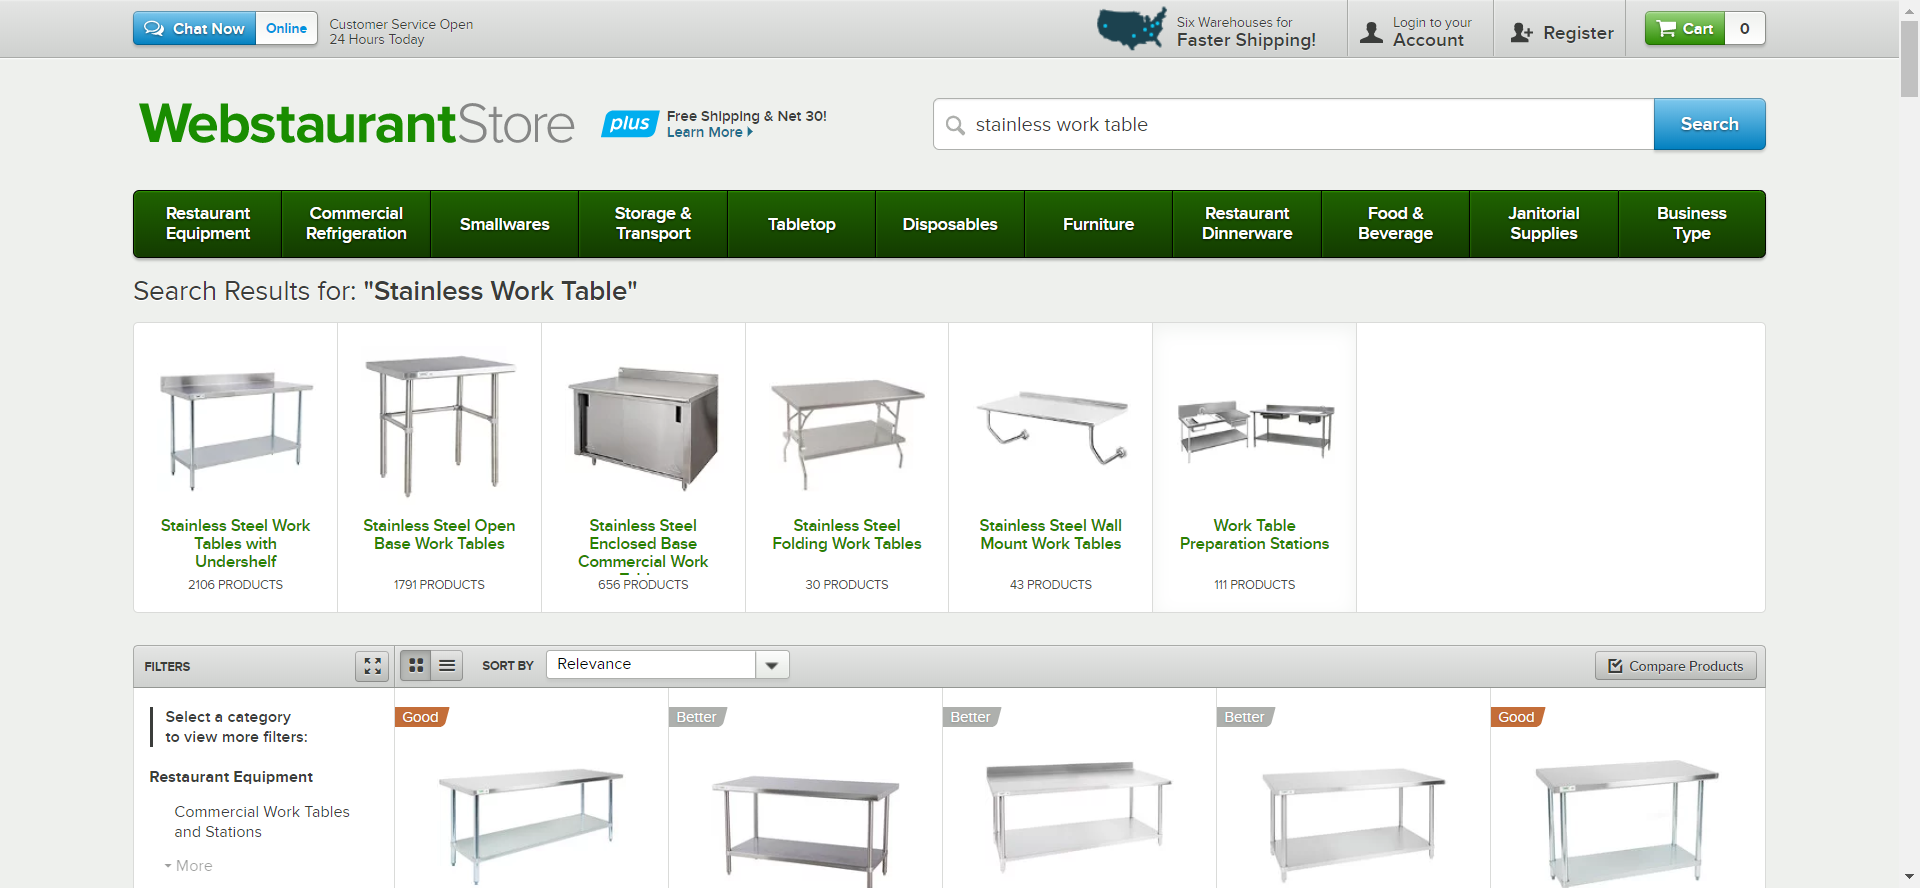 Chat Now
Online
Customer Service Open
24 Hours Today
Six Warehouses for
Faster Shipping!
Login to your
Account
Register
Cart
0
WebstaurantStore
plus
Free Shipping & Net 30!
Learn More
stainless work table
Search
Restaurant
Equipment
Commercial
Refrigeration
Smallwares
Storage &
Transport
Tabletop
Disposables
Furniture
Restaurant
Dinnerware
Food &
Beverage
Janitorial
Supplies
Business
Type
Search Results for: "Stainless Work Table"
Stainless Steel Work
Tables with
Undershelf
2106 PRODUCTS
Stainless Steel Open
Base Work Tables
1791 PRODUCTS
Stainless Steel
Enclosed Base
Commercial Work
656 PRODUCTS
Stainless Steel
Folding Work Tables
30 PRODUCTS
Stainless Steel Wall
Mount Work Tables
43 PRODUCTS
Work Table
Preparation Stations
111 PRODUCTS
FILTERS
SORT BY
Relevance
Compare Products
Select a category
to view more filters:
Restaurant Equipment
Commercial Work Tables
and Stations
More
Good
Better
Better
Better
Good